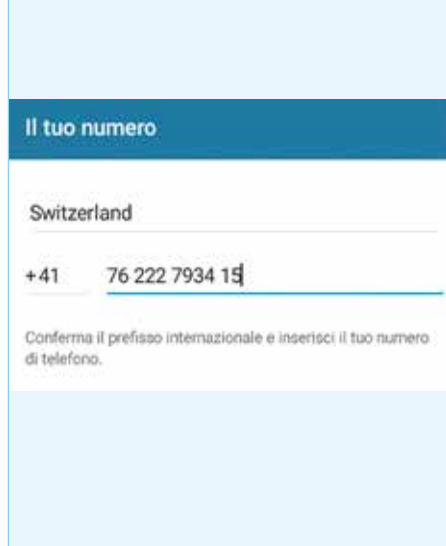 Il tuo numero
Switzerland
+41 76 222 7934 15
Conferma il prefisso internazionale e inserisci il tuo numero
di telefono.